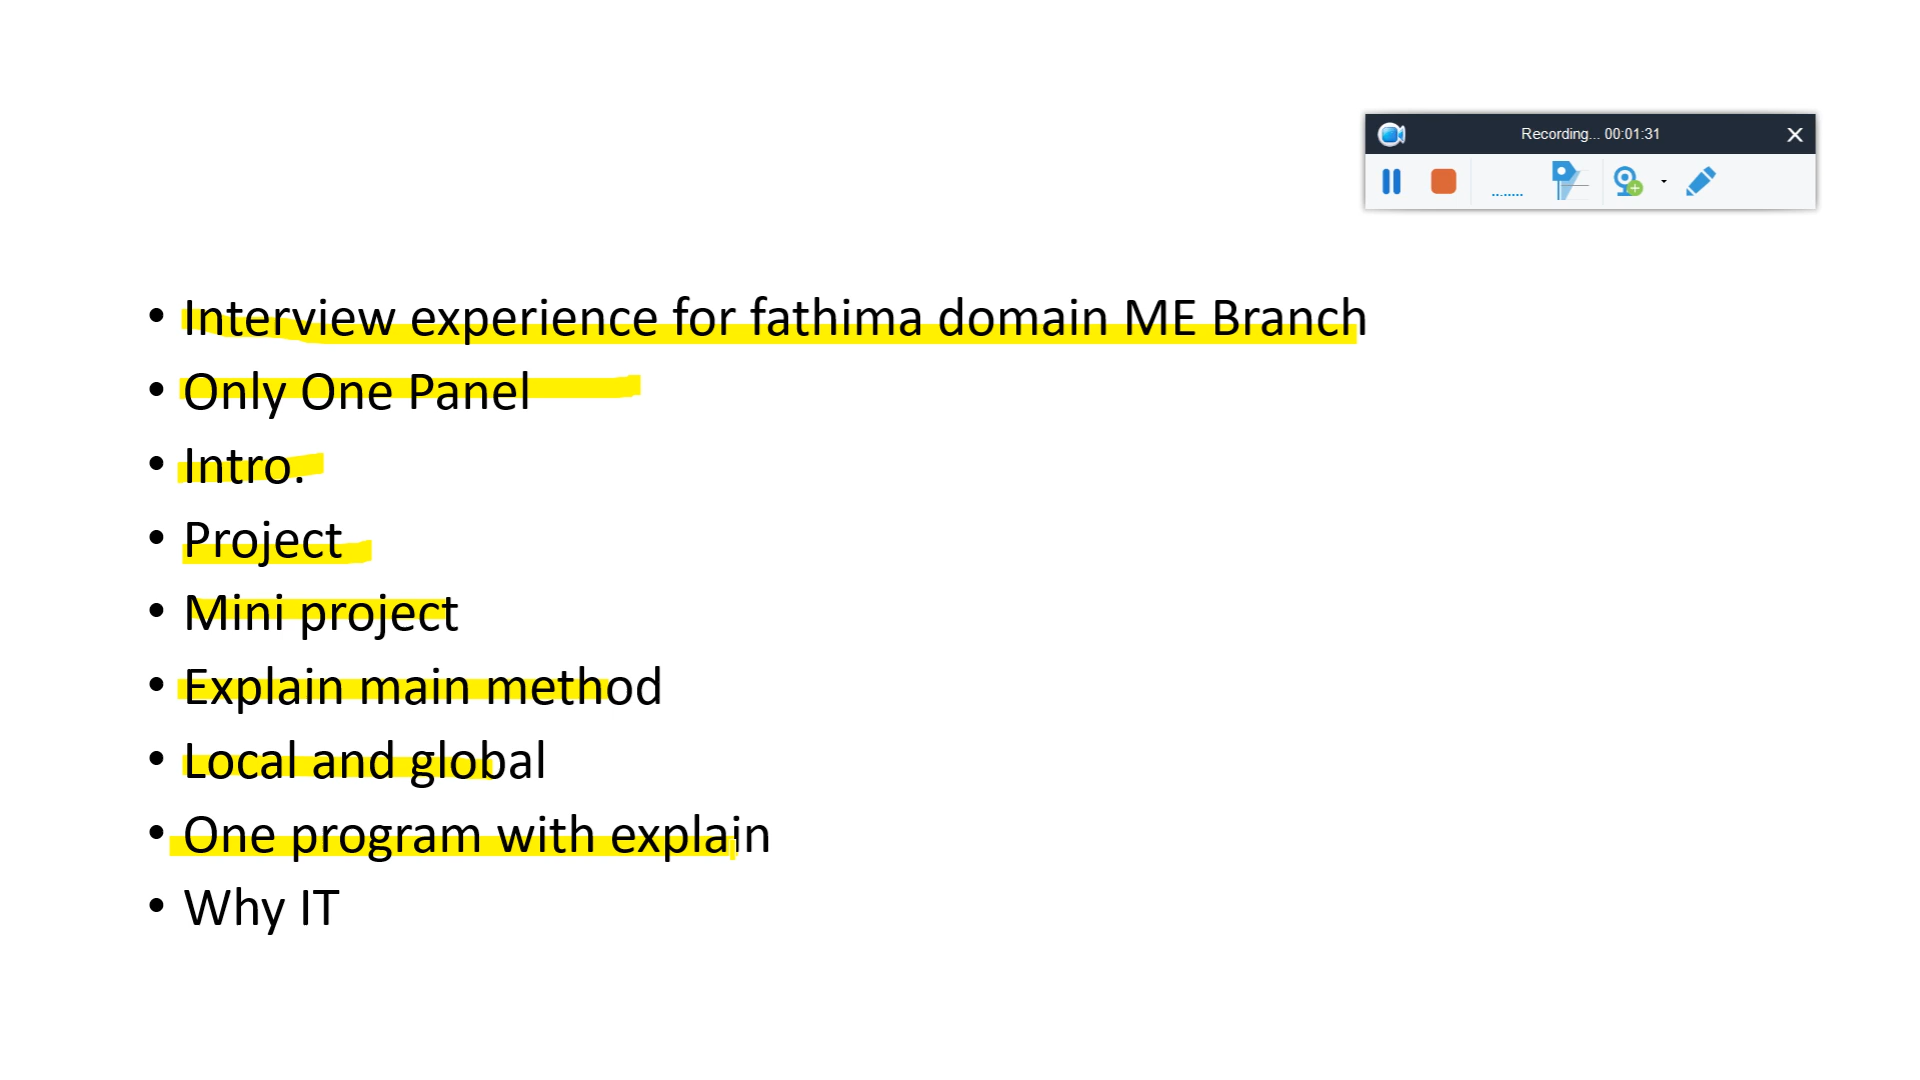 Recording... 00:01:31
• Interview experience for fathima domain ME Branch
• Only One Panel
• Intro.
• Project
• Mini project
• Explain main method
• Local and global
• One program with explain
• Why IT